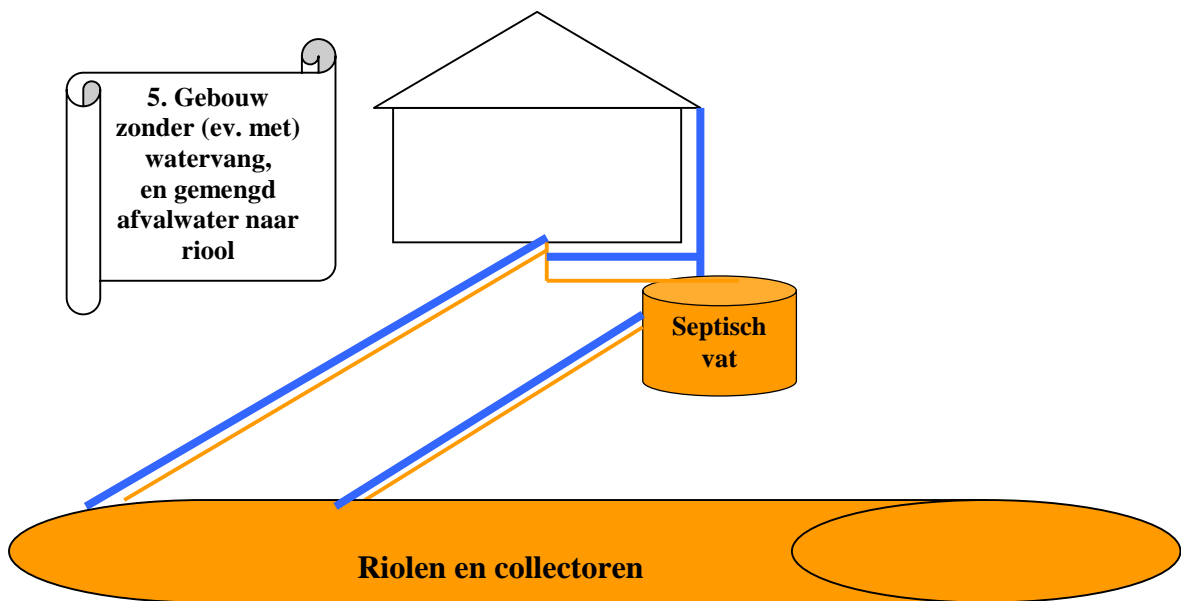 5. Gebouw
zonder (ev. met)
watervang,
en gemengd
afvalwater naar
riool
Septisch
vat
Riolen en collectoren